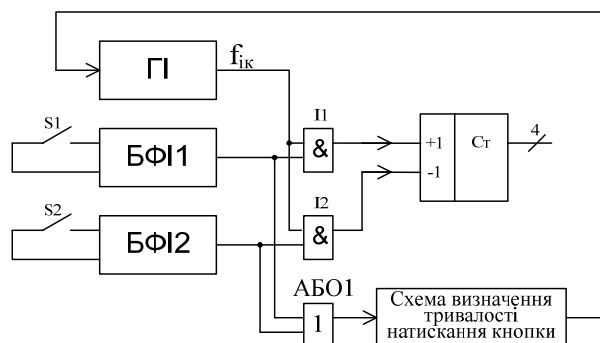 ГІ
fік
S1
БФІ1
І1
&
+1
-1
Ст
4
S2
БФІ2
І2
&
АБО1
1
Схема визначення
тривалості
натискання кнопки